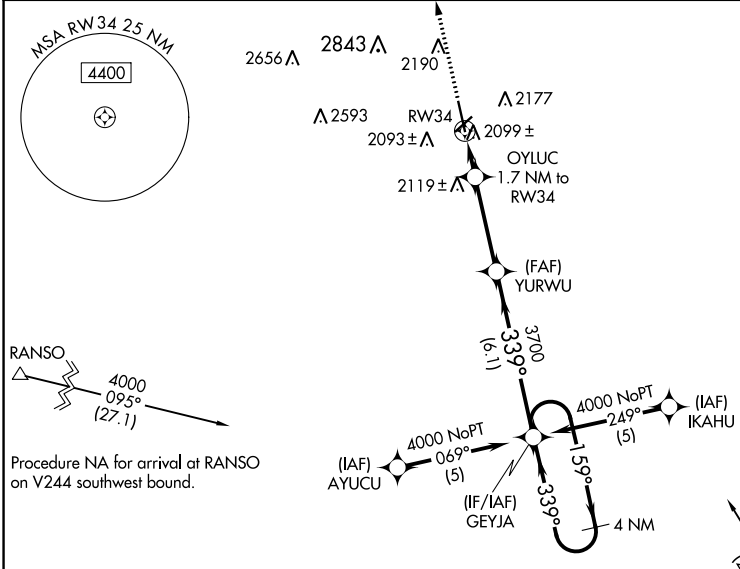 MSA RW34 25 NM
4400
2656
2843
2190
2593
RW34
2177
2093 ±
2099 ±
OYLUC
1.7 NM to
RW34
2119 ±
(FAF)
YURWU
3700
339°
(6.1)
RANSO
4000
095°
(27.1)
4000 NoPT
249°
(5)
(IAF)
IKAHU
4000 NoPT
069°
(5)
(IAF)
AYUCU
Procedure NA for arrival at RANSO
on V244 southwest bound.
(IF/IAF)
GEYJA
159°
339°
4 NM